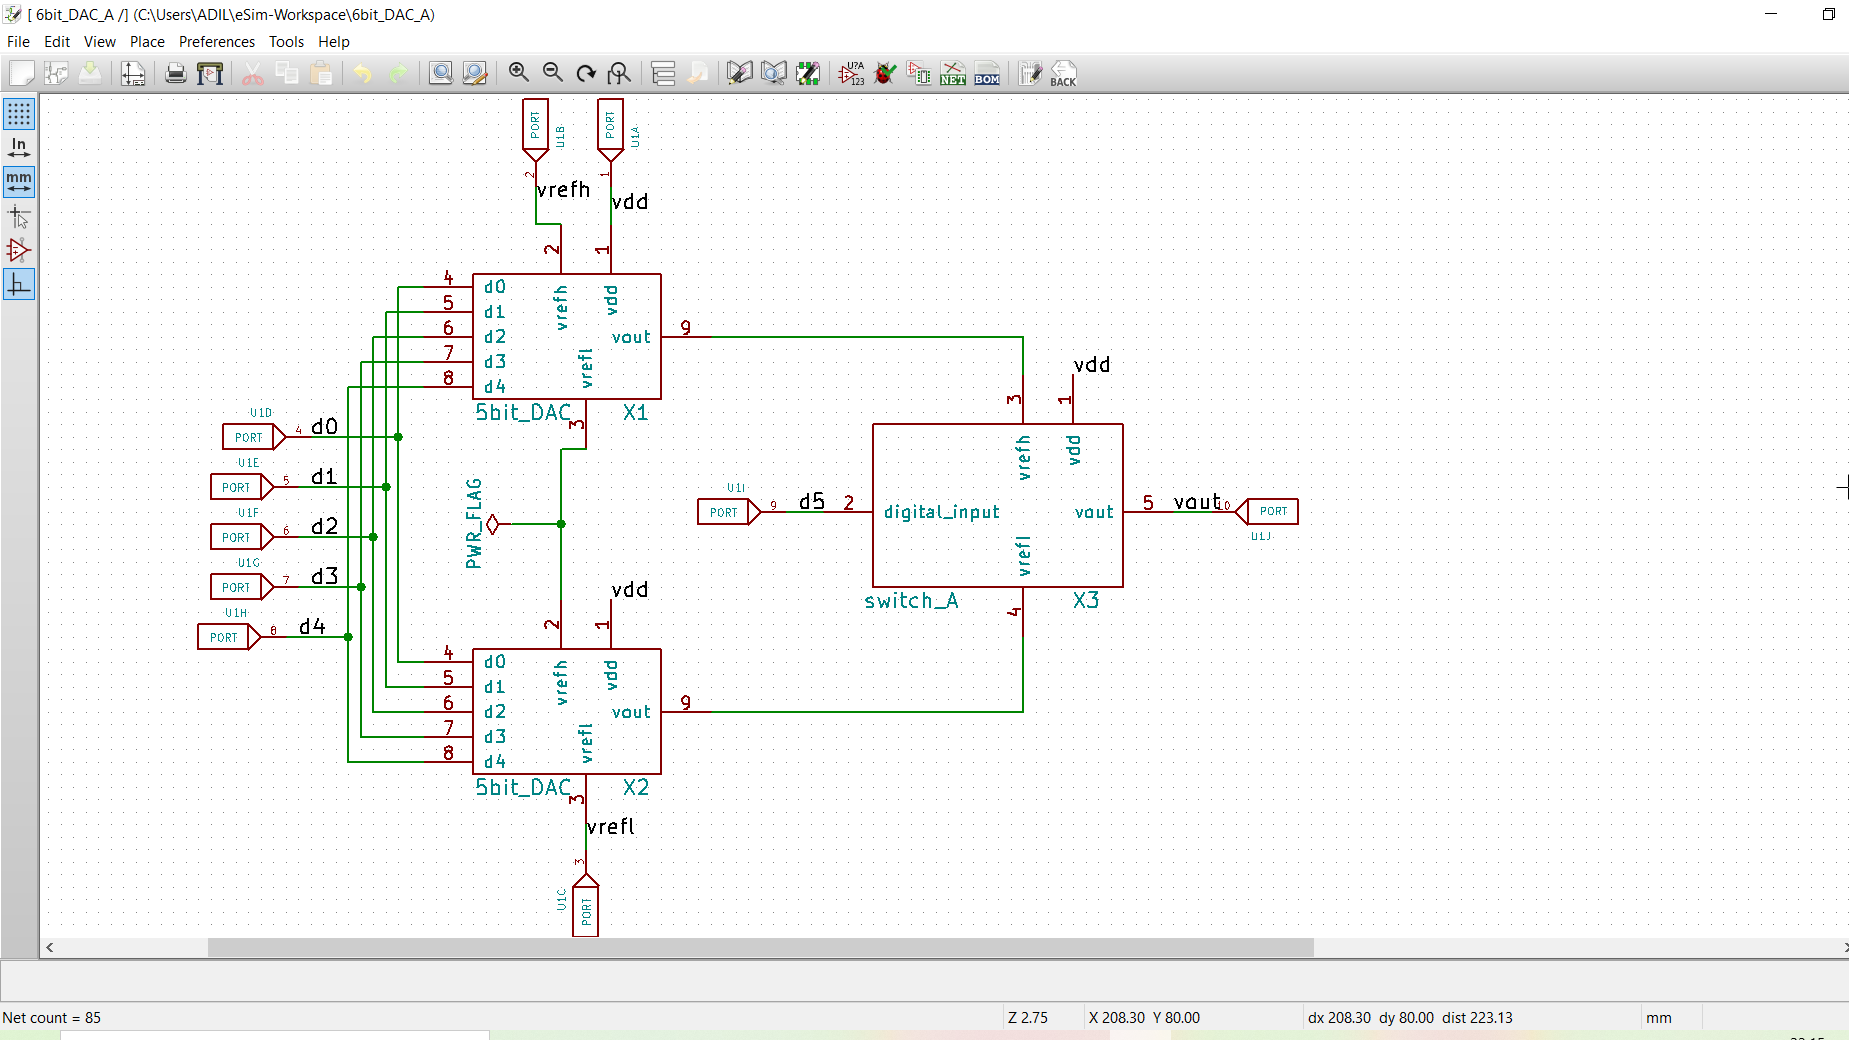 [ 6bit_DAC_A /] (C:\Users\ADIL\eSim-Workspace\6bit_DAC_A)
File Edit View Place Preferences Tools Help
U?A
123
NET
BOM
BACK
In
mm
PORT
U1B
PORT
U1A
2
vrefh
1
vdd
2
1
4
d0
5
d1
6
d2
7
d3
8
d4
vrefh
vdd
vrefl
vout
9
5bit_DAC
X1
3
U1D
PORT
4
d0
U1E
PORT
5
d1
U1F
PORT
6
d2
U1G
PORT
7
d3
U1H
PORT
8
d4
PWR_FLAG
vdd
2
1
4
d0
5
d1
6
d2
7
d3
8
d4
vrefh
vdd
vrefl
vout
9
5bit_DAC
X2
3
vrefl
3
U1C
PORT
vdd
3
1
vrefh
vdd
U1I
PORT
9
d5
2
digital_input
vout
5
vout
10
PORT
U1J
vrefl
switch_A
X3
4
Net count = 85
Z 2.75
X 208.30 Y 80.00
dx 208.30 dy 80.00 dist 223.13
mm